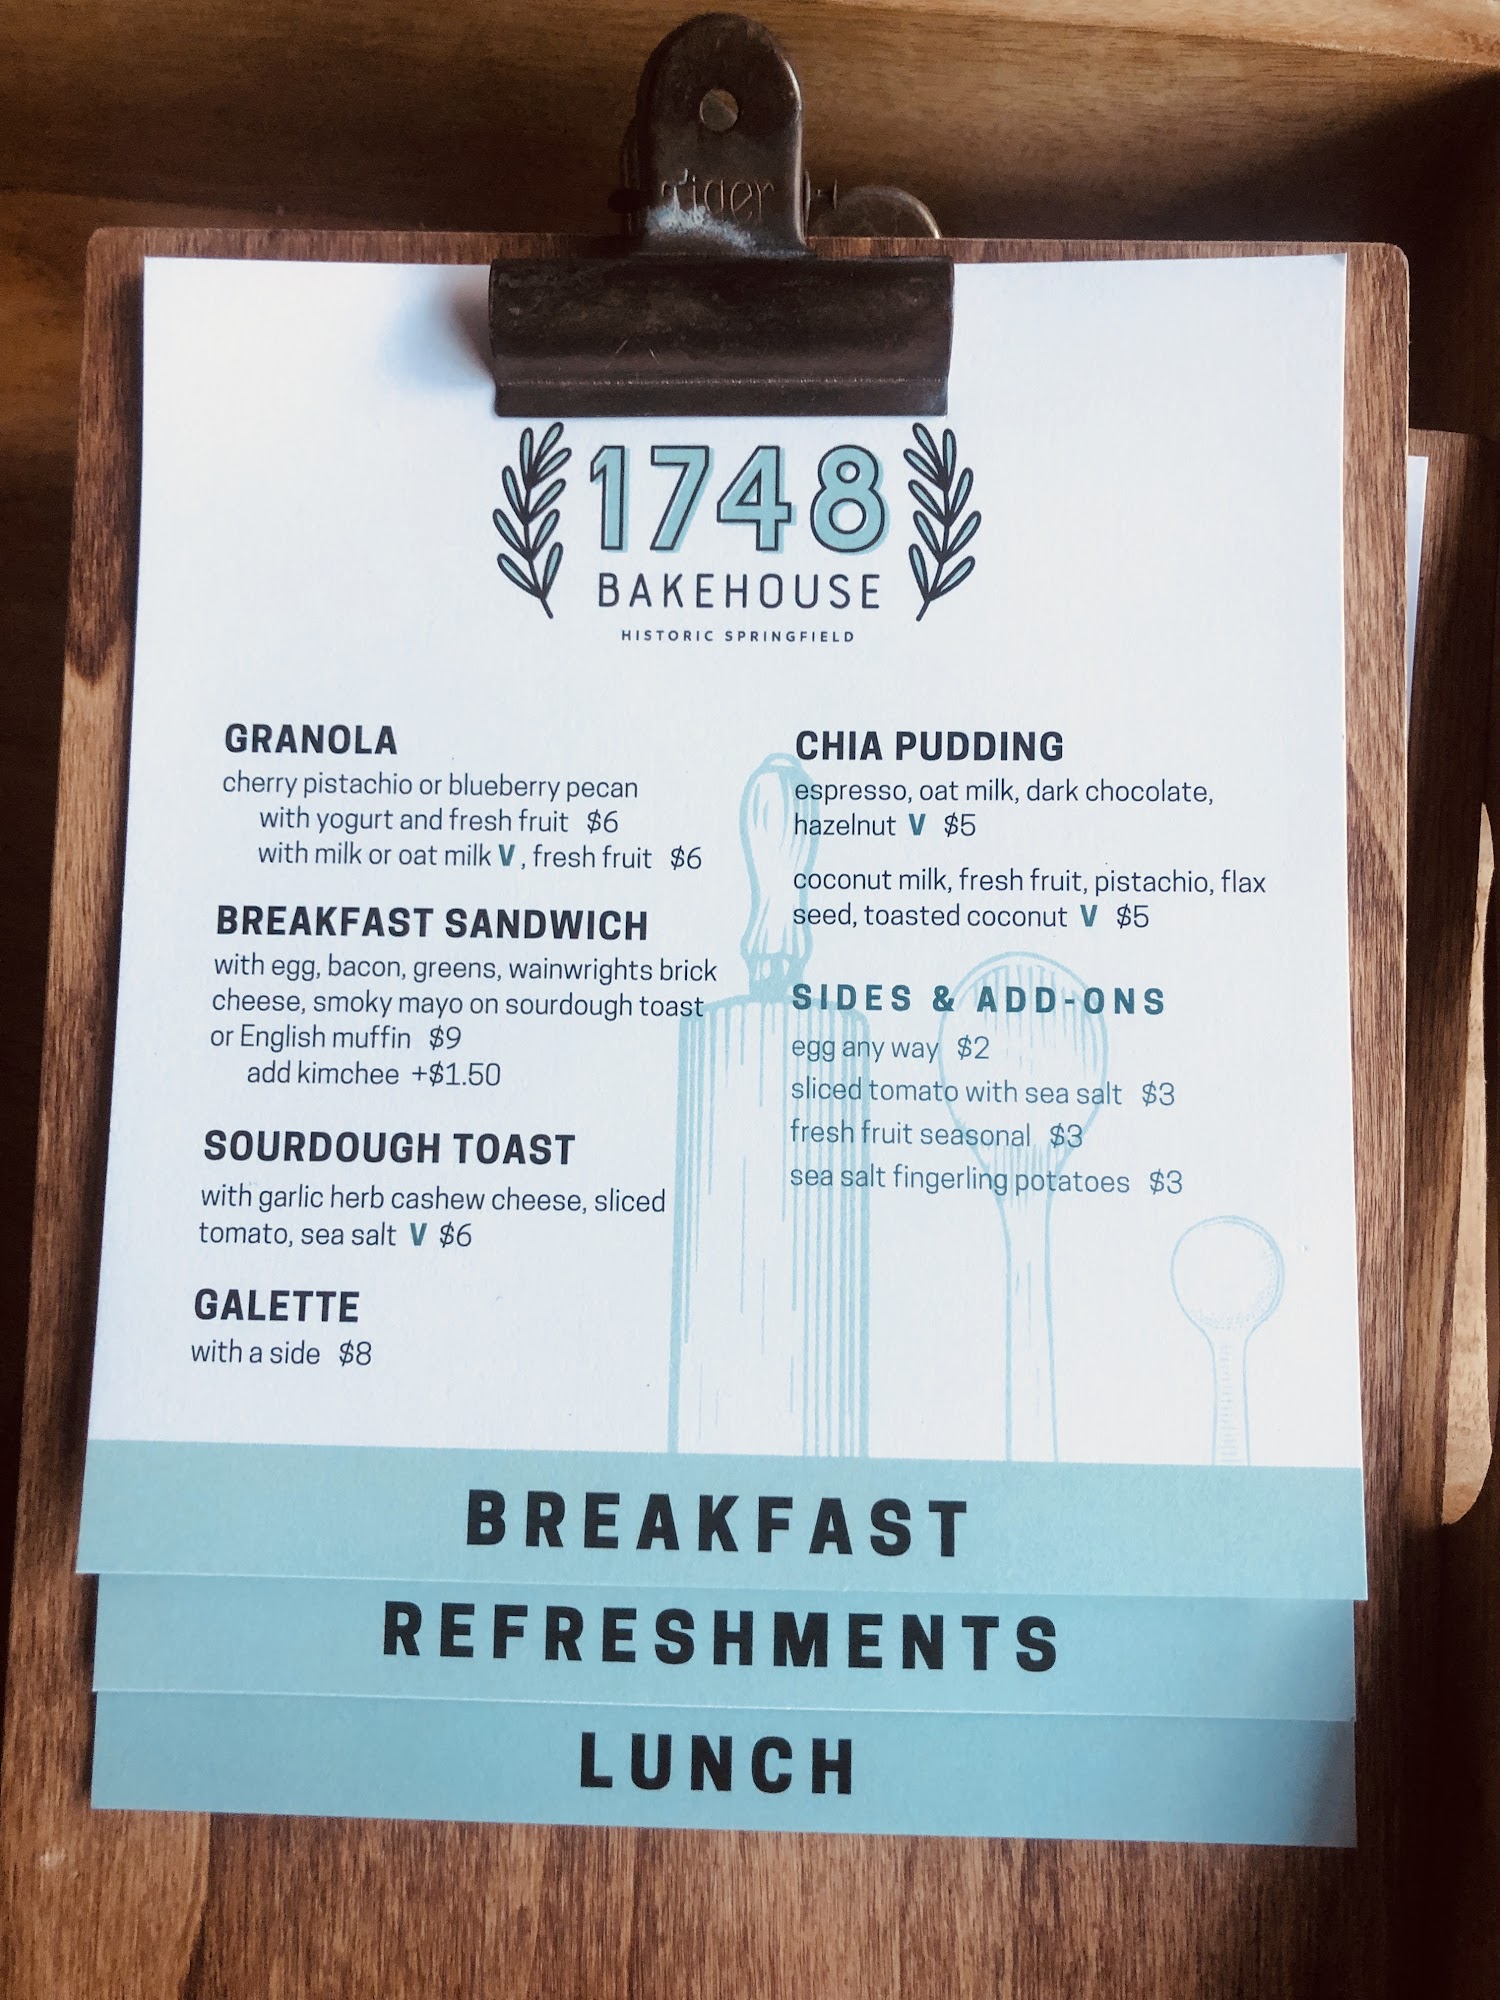 Tiger
1748
BAKEHOUSE
HISTORIC SPRINGFIELD
GRANOLA
cherry pistachio or blueberry pecan
with yogurt and fresh fruit $6
with milk or oat milk V, fresh fruit $6
BREAKFAST SANDWICH
with egg, bacon, greens, wainwrights brick
cheese, smoky mayo on sourdough toast
or English muffin $9
add kimchee +$1.50
SOURDOUGH TOAST
with garlic herb cashew cheese, sliced
tomato, sea salt V $6
GALETTE
with a side $8
CHIA PUDDING
espresso, oat milk, dark chocolate,
hazelnut V $5
coconut milk, fresh fruit, pistachio, flax
seed, toasted coconut V $5
SIDES & ADD-ONS
egg any way $2
sliced tomato with sea salt $3
fresh fruit seasonal $3
sea salt fingerling potatoes $3
BREAKFAST
REFRESHMENTS
LUNCH